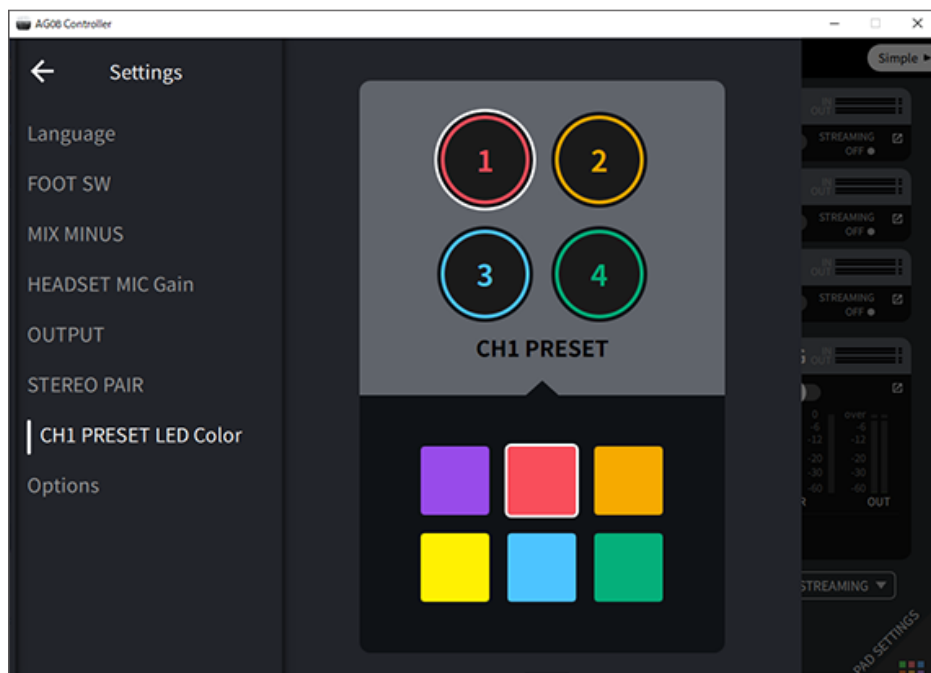 AG08 Controller
Settings
Language
FOOT SW
MIX MINUS
HEADSET MIC Gain
OUTPUT
STEREO PAIR
CH1 PRESET LED Color
Options
1
2
3
4
CH1 PRESET
Simple
IN
OUT
STREAMING
OFF
IN
OUT
STREAMING
OFF
IN
OUT
STREAMING
OFF
IN
OUT
0 over
-6 -6
-12 -12
-20 -20
-30 -30
-60 -60
OUT
STREAMING
PAD SETTINGS